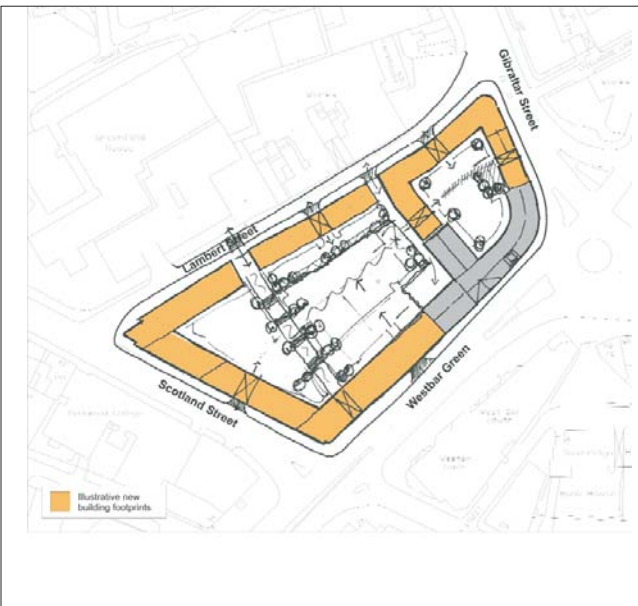 Gibraltar Street
Lambert Street
Scotland Street
Westbar Green
Illustrative new
building footprints